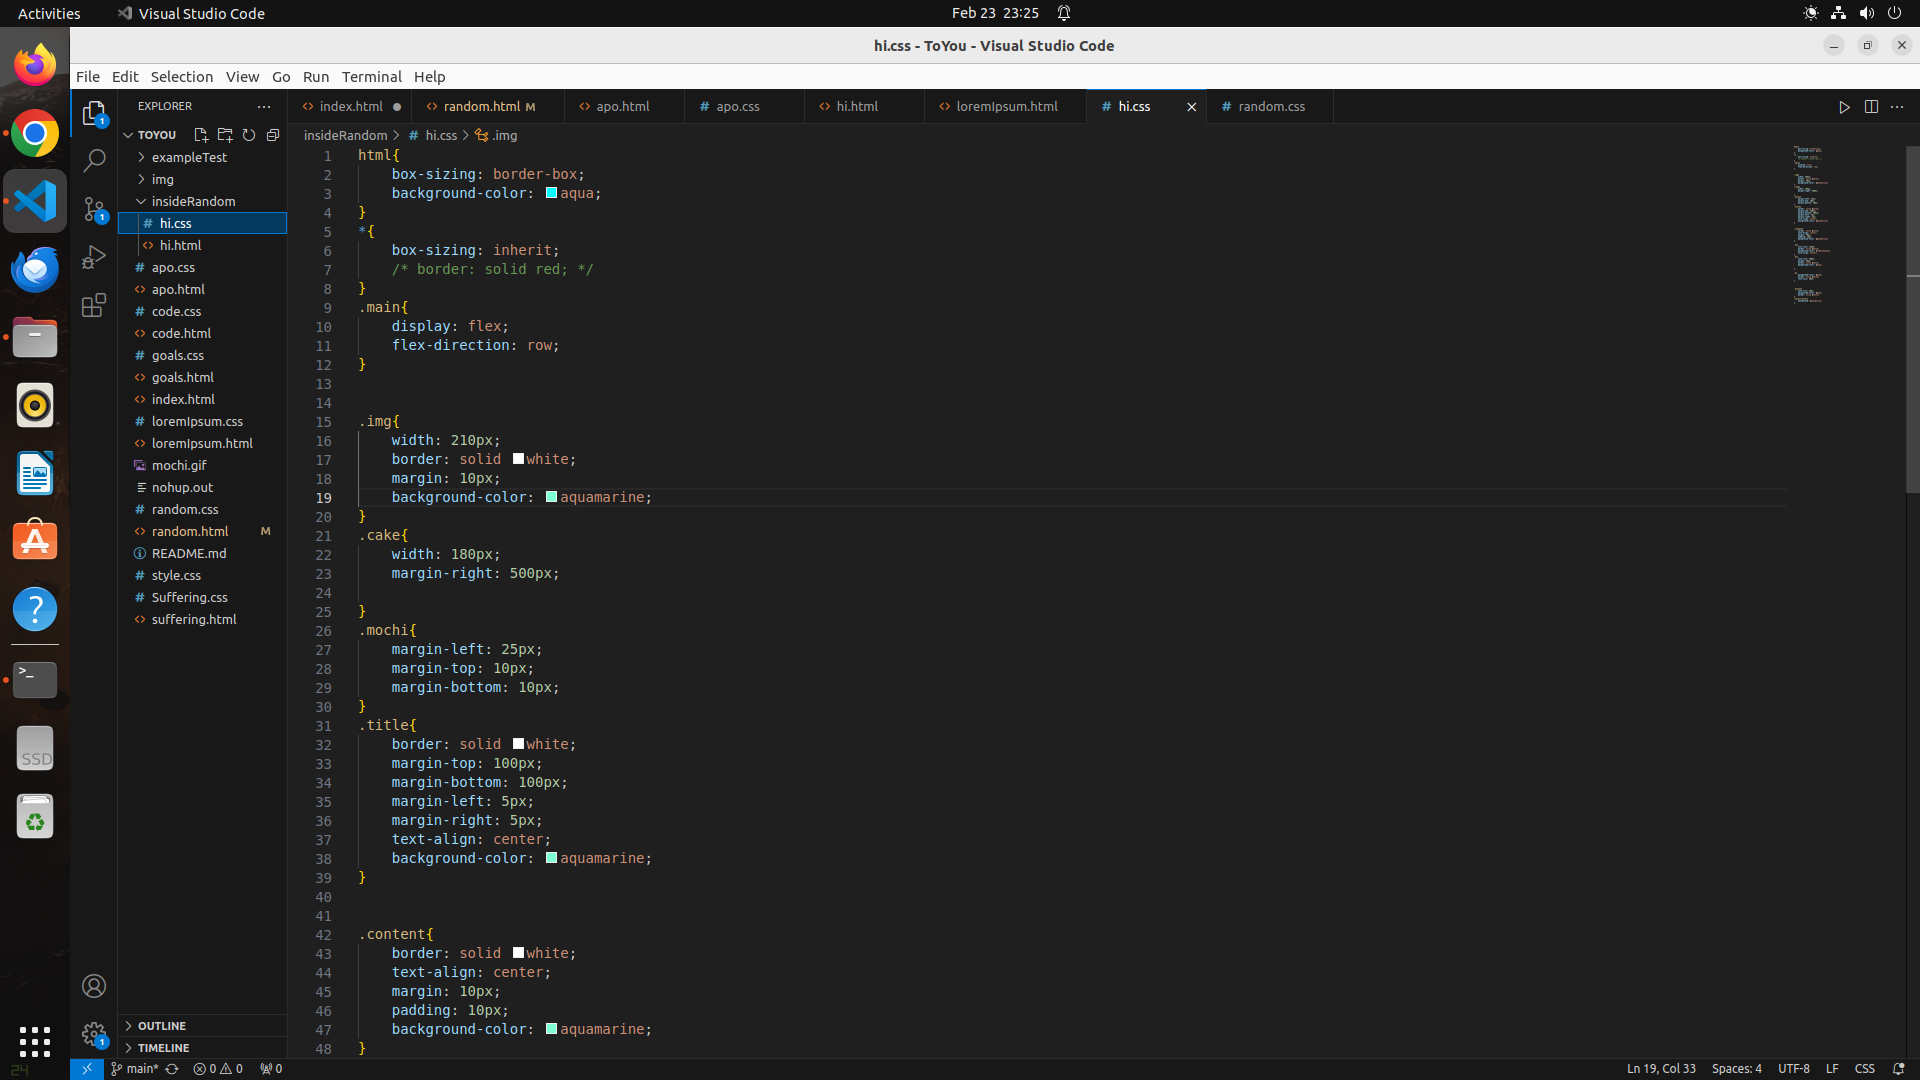 Activities
Visual Studio Code
Feb 23 23:25
hi.css - ToYou - Visual Studio Code
File Edit Selection View Go Run Terminal Help
EXPLORER
index.html
random.html M
apo.html
apo.css
hi.html
loremIpsum.html
hi.css
random.css
TOYOU
insideRandom > # hi.css > .img
exampleTest
img
insideRandom
# hi.css
<> hi.html
# apo.css
<> apo.html
# code.css
<> code.html
# goals.css
<> goals.html
<> index.html
# loremIpsum.css
<> loremIpsum.html
mochi.gif
nohup.out
# random.css
<> random.html M
README.md
# style.css
# Suffering.css
<> suffering.html
OUTLINE
TIMELINE
1 html{
2 box-sizing: border-box;
3 background-color: aqua;
4 }
5 *{
6 box-sizing: inherit;
7 /* border: solid red; */
8 }
9 .main{
10 display: flex;
11 flex-direction: row;
12 }
13
14
15 .img{
16 width: 210px;
17 border: solid white;
18 margin: 10px;
19 background-color: aquamarine;
20 }
21 .cake{
22 width: 180px;
23 margin-right: 500px;
24
25 }
26 .mochi{
27 margin-left: 25px;
28 margin-top: 10px;
29 margin-bottom: 10px;
30 }
31 .title{
32 border: solid white;
33 margin-top: 100px;
34 margin-bottom: 100px;
35 margin-left: 5px;
36 margin-right: 5px;
37 text-align: center;
38 background-color: aquamarine;
39 }
40
41
42 .content{
43 border: solid white;
44 text-align: center;
45 margin: 10px;
46 padding: 10px;
47 background-color: aquamarine;
48 }
1
1
1
>_
SSD
?
24
main* 0 0 0
Ln 19, Col 33 Spaces: 4 UTF-8 LF CSS